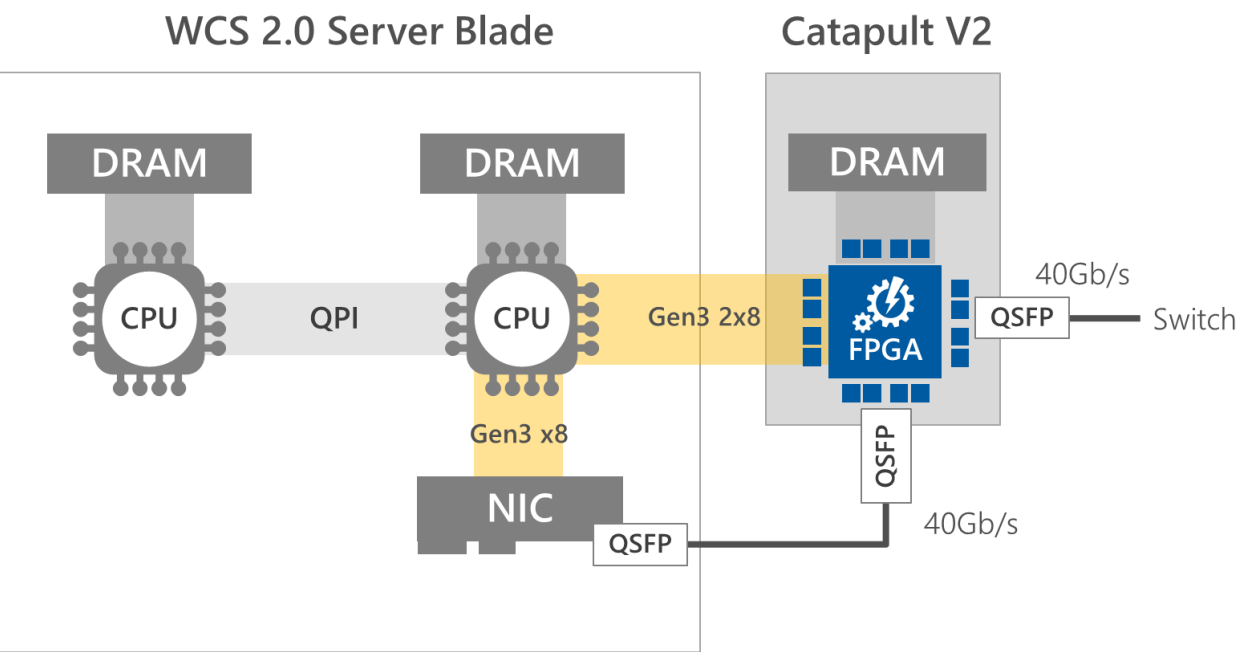 WCS 2.0 Server Blade
Catapult V2
DRAM
DRAM
DRAM
CPU
QPI
CPU
Gen3 2x8
FPGA
QSFP
40Gb/s
Switch
Gen3 x8
NIC
QSFP
QSFP
40Gb/s